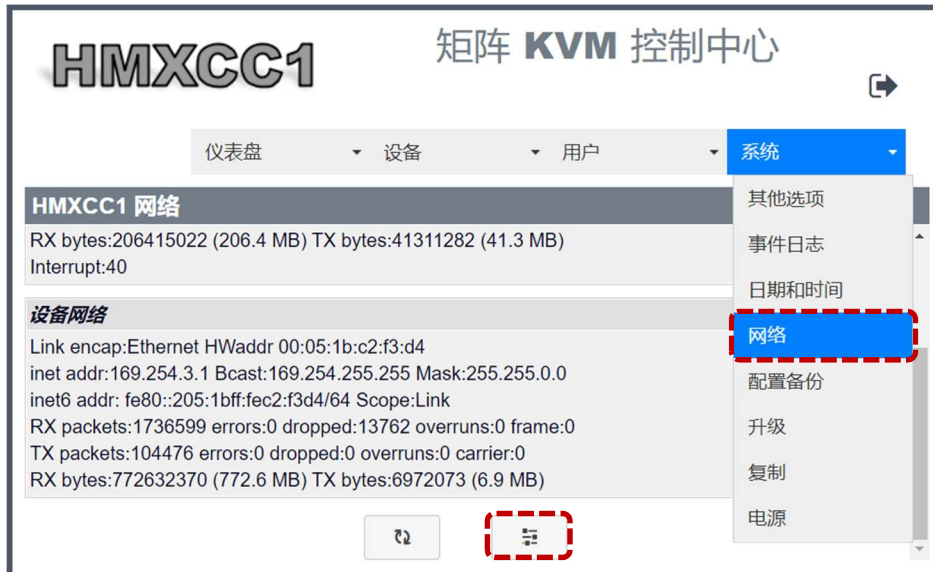 HMXCC1
矩阵 KVM 控制中心
仪表盘 设备 用户 系统
其他选项
事件日志
日期和时间
网络
配置备份
升级
复制
电源
HMXCC1 网络
RX bytes:206415022 (206.4 MB) TX bytes:41311282 (41.3 MB)
Interrupt:40
设备网络
Link encap:Ethernet HWaddr 00:05:1b:c2:f3:d4
inet addr:169.254.3.1 Bcast:169.254.255.255 Mask:255.255.0.0
inet6 addr: fe80::205:1bff:fec2:f3d4/64 Scope:Link
RX packets:1736599 errors:0 dropped:13762 overruns:0 frame:0
TX packets:104476 errors:0 dropped:0 overruns:0 carrier:0
RX bytes:772632370 (772.6 MB) TX bytes:6972073 (6.9 MB)